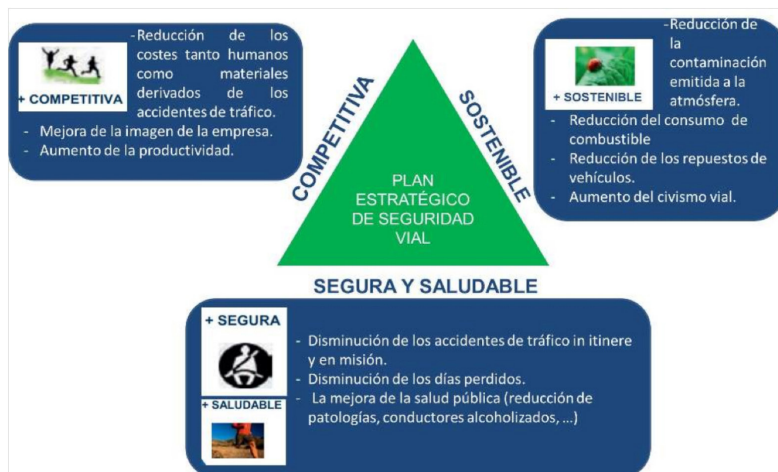 -Reducción de los
costes tanto humanos
como materiales
derivados de los
accidentes de tráfico.
+ COMPETITIVA
- Mejora de la imagen de la empresa.
- Aumento de la productividad.
-Reducción de
la
contaminación
emitida a la
atmósfera.
+ SOSTENIBLE
- Reducción del consumo de
combustible
- Reducción de los repuestos de
vehículos.
- Aumento del civismo vial.
COMPETITIVA
SOSTENIBLE
PLAN
ESTRATÉGICO
DE SEGURIDAD
VIAL
SEGURA Y SALUDABLE
+ SEGURA
+ SALUDABLE
- Disminución de los accidentes de tráfico in itinere
y en misión.
- Disminución de los días perdidos.
- La mejora de la salud pública (reducción de
patologías, conductores alcoholizados, ...)